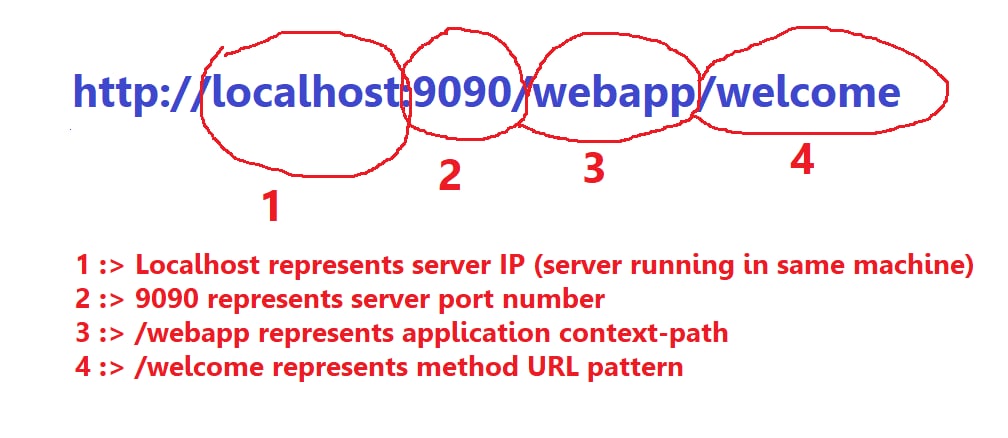 http://localhost:9090/webapp/welcome
1
2
3
4
1 :> Localhost represents server IP (server running in same machine)
2 :> 9090 represents server port number
3 :> /webapp represents application context-path
4 :> /welcome represents method URL pattern